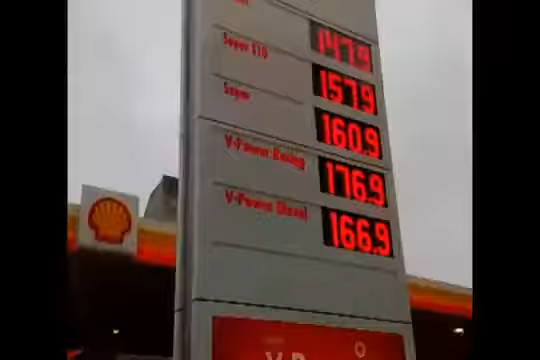 147.9
Super E10
157.9
Super
160.9
V-Power Racing
176.9
V-Power Diesel
166.9